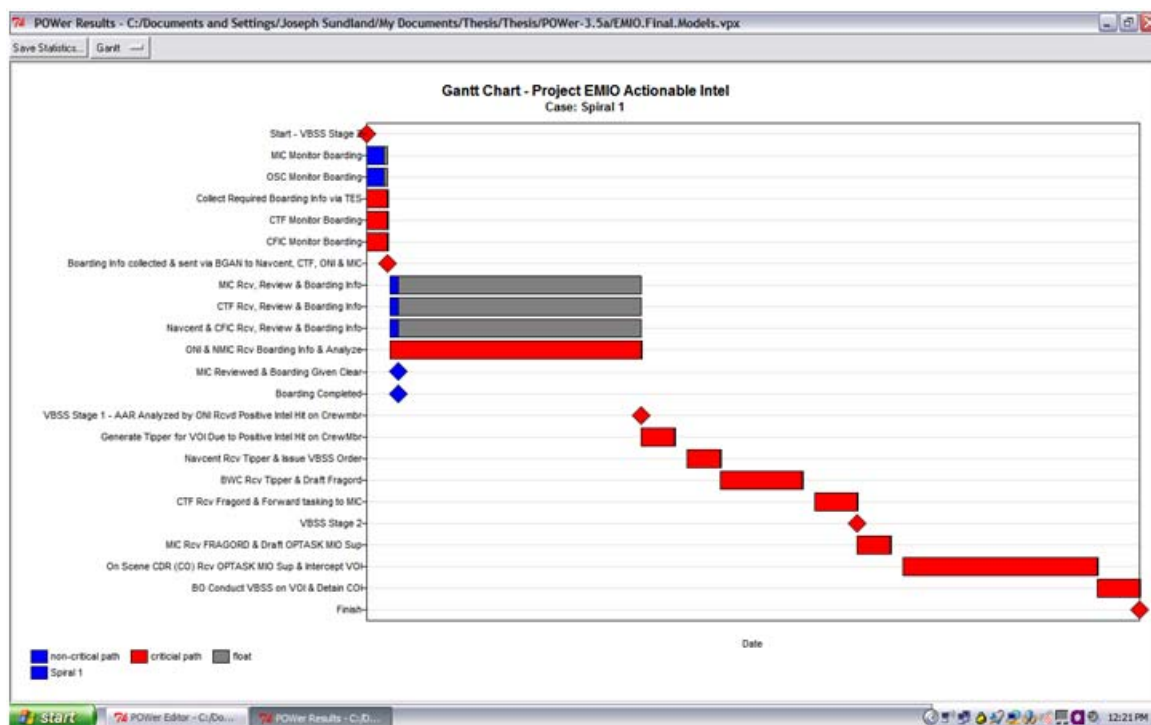 POWer Results - C:/Documents and Settings/Joseph Sundland/My Documents/Thesis/Thesis/POWer-3.5a/EMIO.Final.Models.vpx
Save Statistics... Gantt
Gantt Chart - Project EMIO Actionable Intel
Case: Spiral 1
Start - VBSS Stage
MIC Monitor Boarding
OSC Monitor Boarding
Collect Required Boarding Info via TES
CTF Monitor Boarding
CFIC Monitor Boarding
Boarding Info collected & sent via BGAN to Navcent, CTF, ONI & MIC
MIC Rcv, Review & Boarding Info
CTF Rcv, Review & Boarding Info
Navcent & CFIC Rcv, Review & Boarding Info
ONI & NMIC Rcv Boarding Info & Analyze
MIC Reviewed & Boarding Given Clear
Boarding Completed
VBSS Stage 1 - AAR Analyzed by ONI Rcvd Positive Intel Hit on Crewmbr
Generate Tipper for VOI Due to Positive Intel Hit on CrewMbr
Navcent Rcv Tipper & Issue VBSS Order
BWC Rcv Tipper & Draft Fragord
CTF Rcv Fragord & Forward tasking to MIC
VBSS Stage 2
MIC Rcv FRAGORD & Draft OPTASK MIO Sup
On Scene CDR (CO) Rcv OPTASK MIO Sup & Intercept VOI
BO Conduct VBSS on VOI & Detain COI
Finish
Date
non-critical path criticial path float
Spiral 1
start POWer Editor - C:/Do... POWer Results - C:/D... 12:21 PM